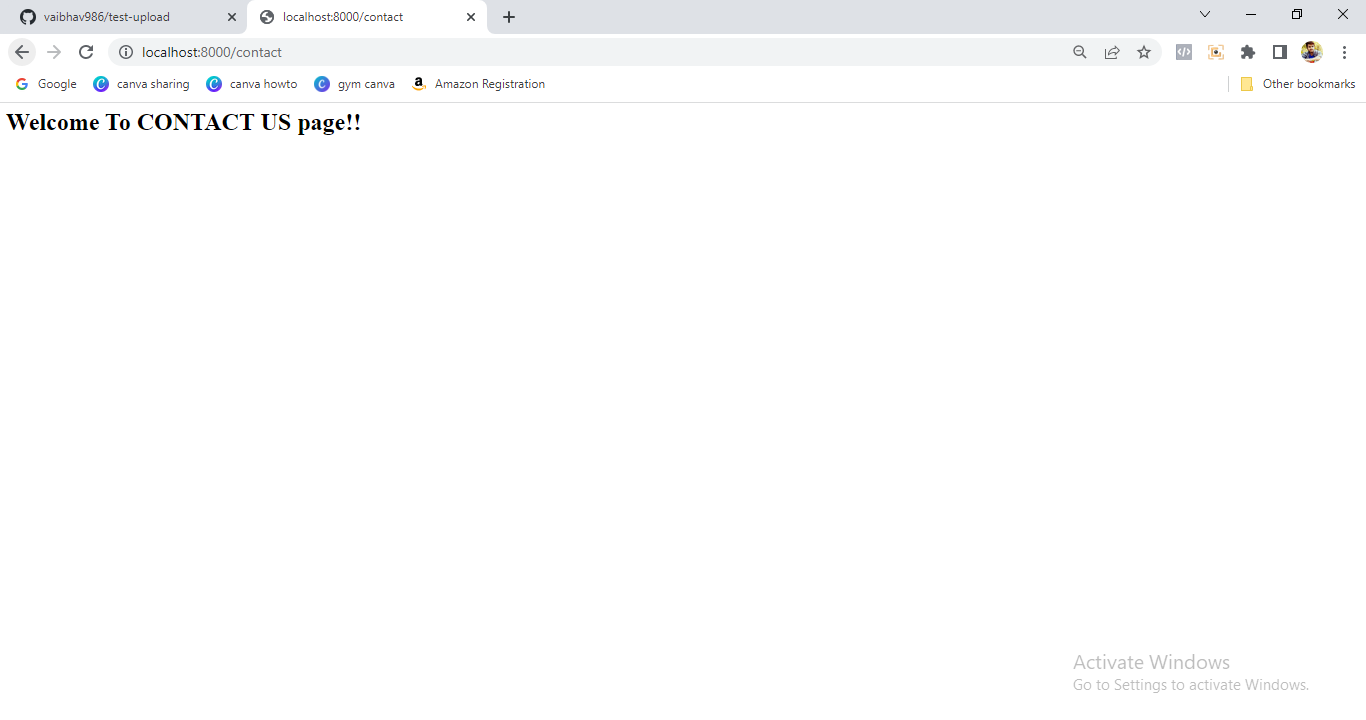 vaibhav986/test-upload
localhost:8000/contact
localhost:8000/contact
Google
canva sharing
canva howto
gym canva
Amazon Registration
Other bookmarks
Welcome To CONTACT US page!!
Activate Windows
Go to Settings to activate Windows.